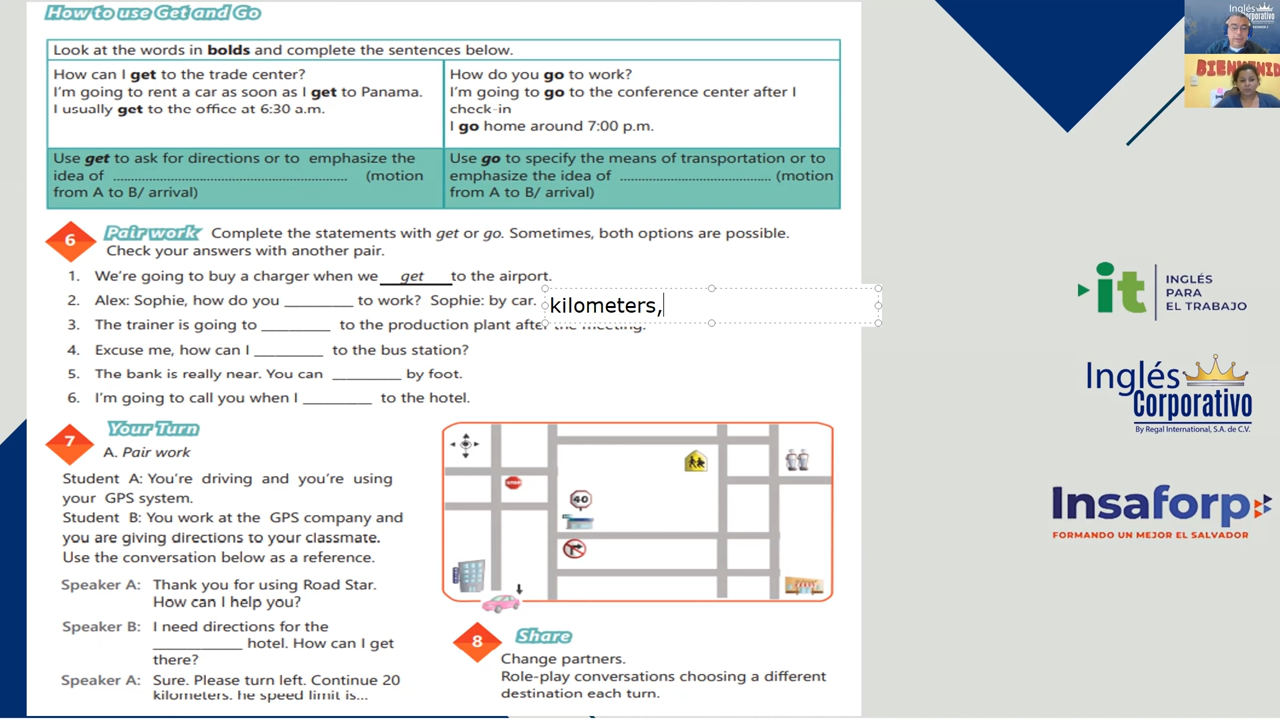 How to use Get and Go
Look at the words in bolds and complete the sentences below.
How can I get to the trade center?
I'm going to rent a car as soon as I get to Panama.
I usually get to the office at 6:30 a.m.
How do you go to work?
I'm going to go to the conference center after I
check-in
I go home around 7:00 p.m.
Use get to ask for directions or to emphasize the
idea of ........................................................ (motion
from A to B/ arrival)
Use go to specify the means of transportation or to
emphasize the idea of .................................... (motion
from A to B/ arrival)
6 Pair work Complete the statements with get or go. Sometimes, both options are possible.
Check your answers with another pair.
1. We're going to buy a charger when we get to the airport.
2. Alex: Sophie, how do you ________ to work? Sophie: by car.
kilometers,
3. The trainer is going to ________ to the production plant after the meeting.
4. Excuse me, how can I ________ to the bus station?
5. The bank is really near. You can ________ by foot.
6. I'm going to call you when I ________ to the hotel.
7 Your Turn
A. Pair work
Student A: You're driving and you're using
your GPS system.
Student B: You work at the GPS company and
you are giving directions to your classmate.
Use the conversation below as a reference.
Speaker A: Thank you for using Road Star.
How can I help you?
Speaker B: I need directions for the
___________ hotel. How can I get
there?
Speaker A: Sure. Please turn left. Continue 20
kilometers. he speed limit is...
40
8 Share
Change partners.
Role-play conversations choosing a different
destination each turn.
Inglés
Corporativo
BIENVENID
it INGLÉS
PARA
EL TRABAJO
Inglés
Corporativo
By Regal International, S.A. de C.V.
Insaforp
FORMANDO UN MEJOR EL SALVADOR